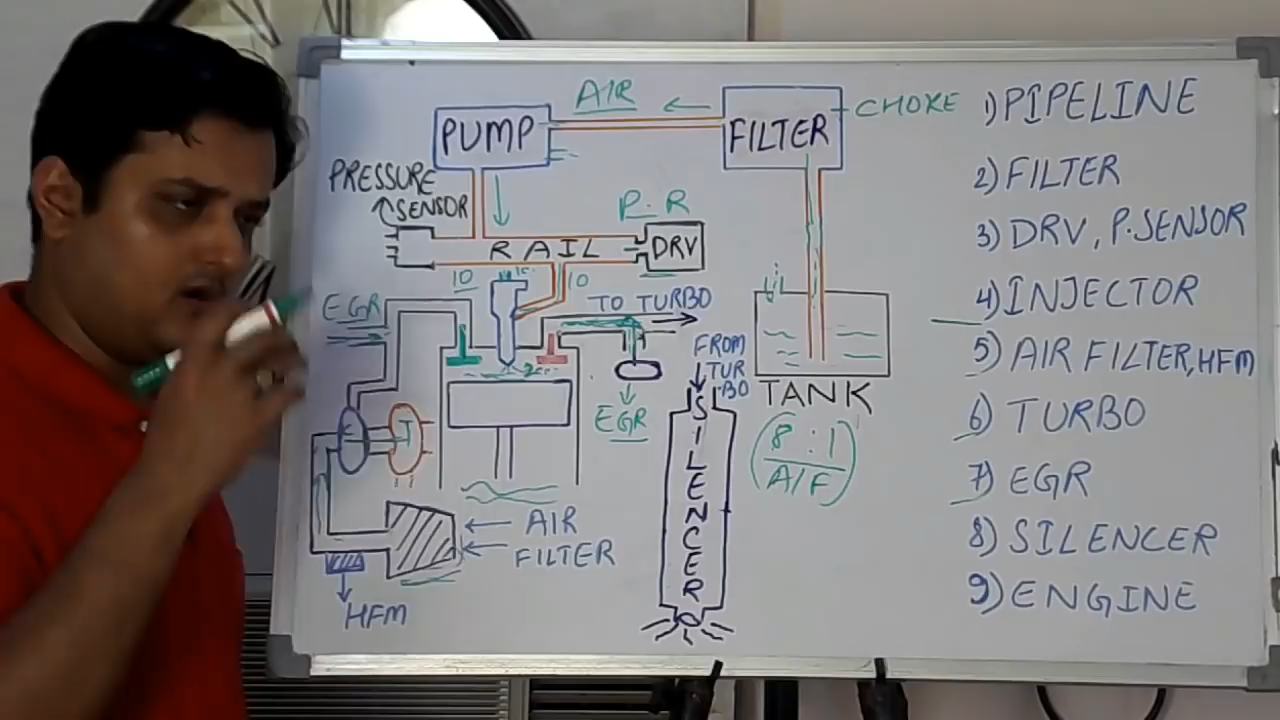 AIR
PUMP
FILTER
CHOKE
PRESSURE
SENSOR
P.R
RAIL
DRV
10
10
EGR
TO TURBO
FROM
TUR
BO
TANK
EGR
8:1
A/F
SILENCER
AIR
FILTER
HFM
1) PIPELINE
2) FILTER
3) DRV, P.SENSOR
4) INJECTOR
5) AIR FILTER, HFM
6) TURBO
7) EGR
8) SILENCER
9) ENGINE